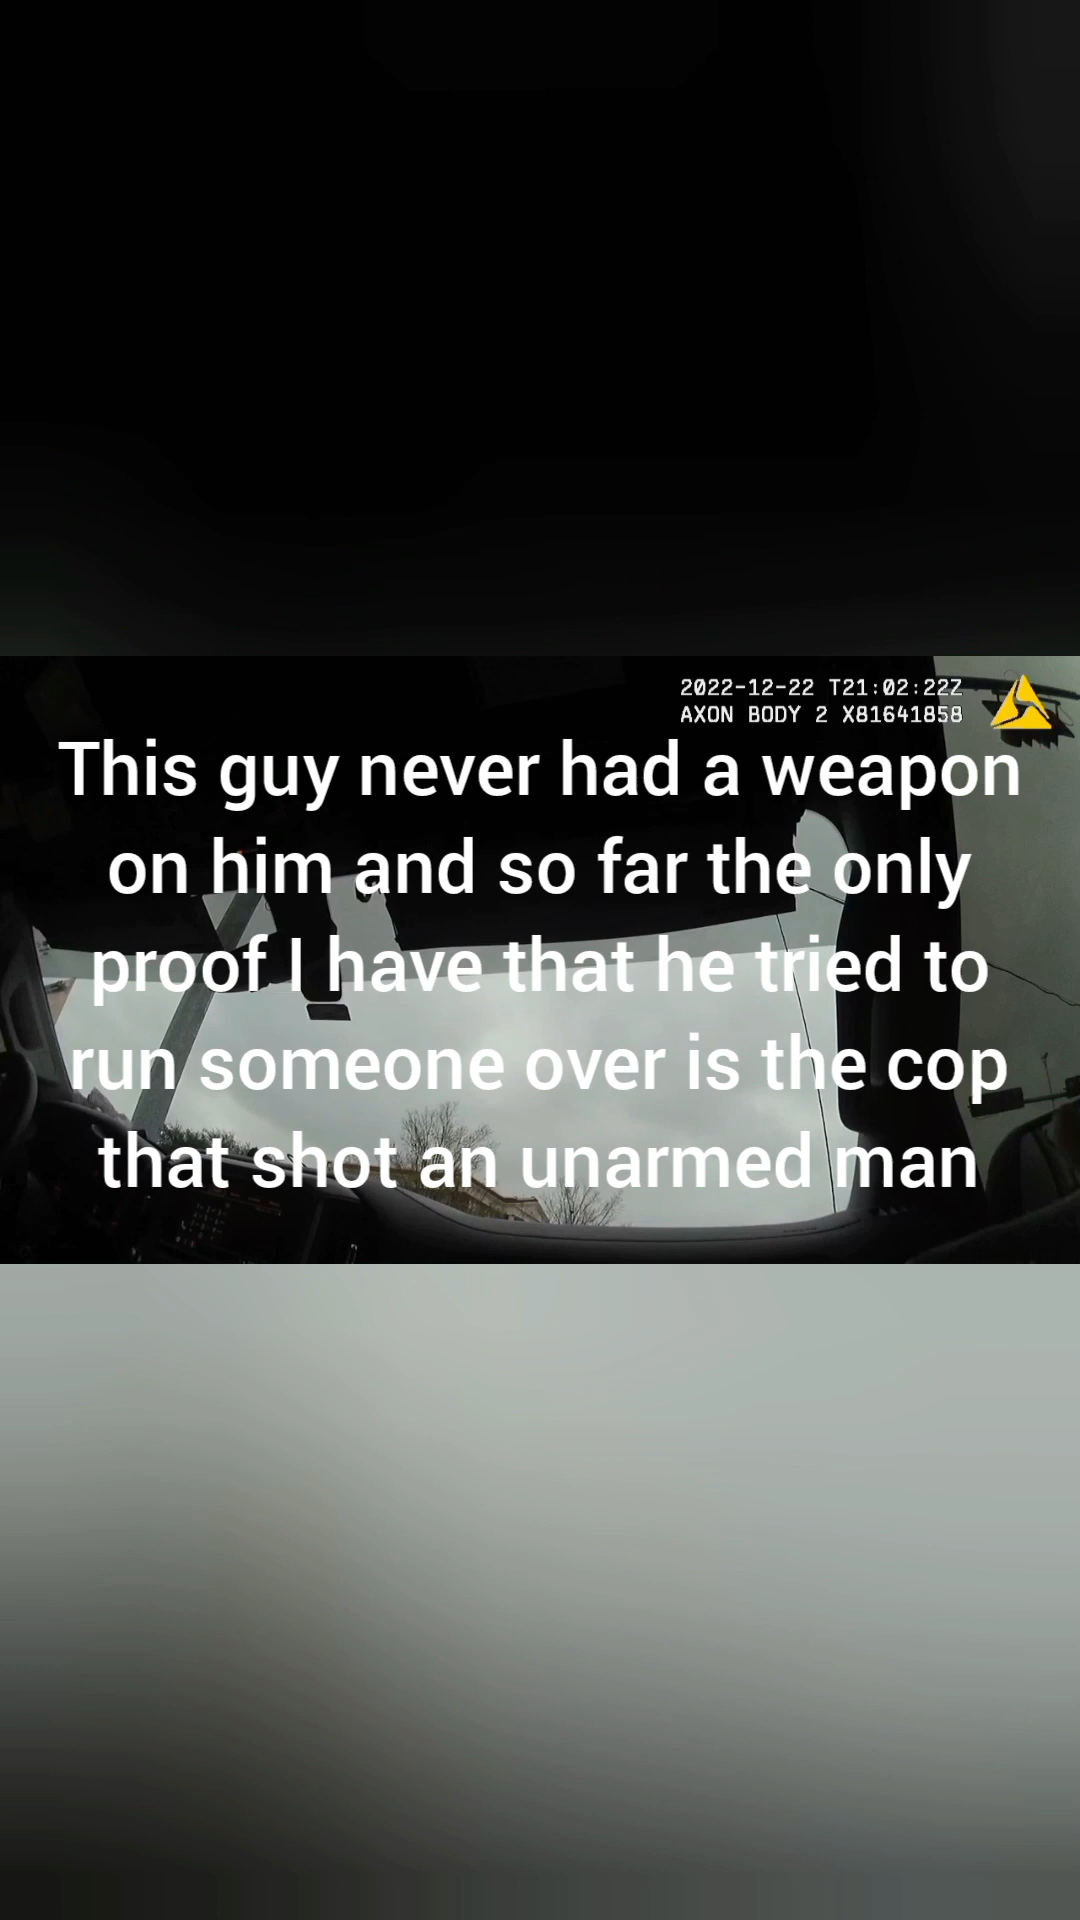 2022-12-22 T21:02:22Z
AXON BODY 2 X81641858
This guy never had a weapon
on him and so far the only
proof I have that he tried to
run someone over is the cop
that shot an unarmed man